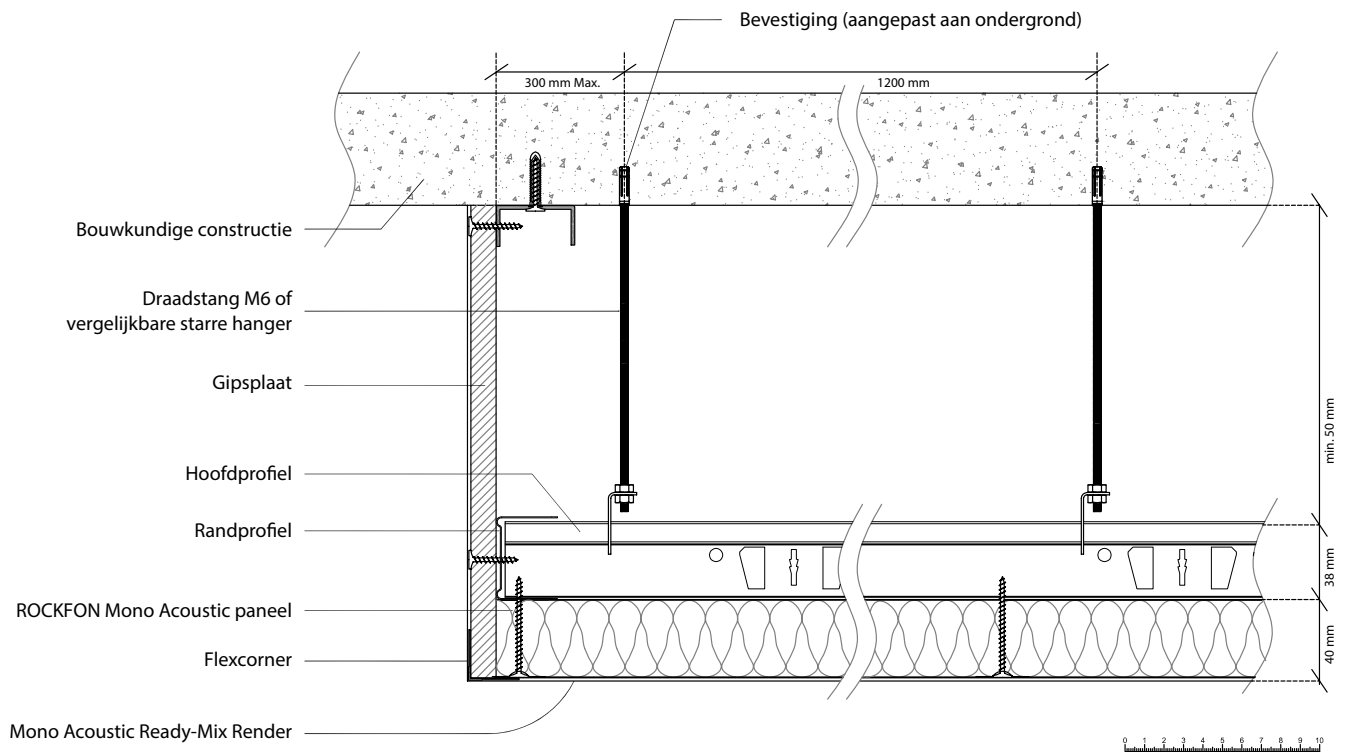 Bevestiging (aangepast aan ondergrond)
300 mm Max.
1200 mm
Bouwkundige constructie
Draadstang M6 of
vergelijkbare starre hanger
Gipsplaat
min. 50 mm
Hoofdprofiel
Randprofiel
38 mm
ROCKFON Mono Acoustic paneel
40 mm
Flexcorner
Mono Acoustic Ready-Mix Render
0 1 2 3 4 5 6 7 8 9 10